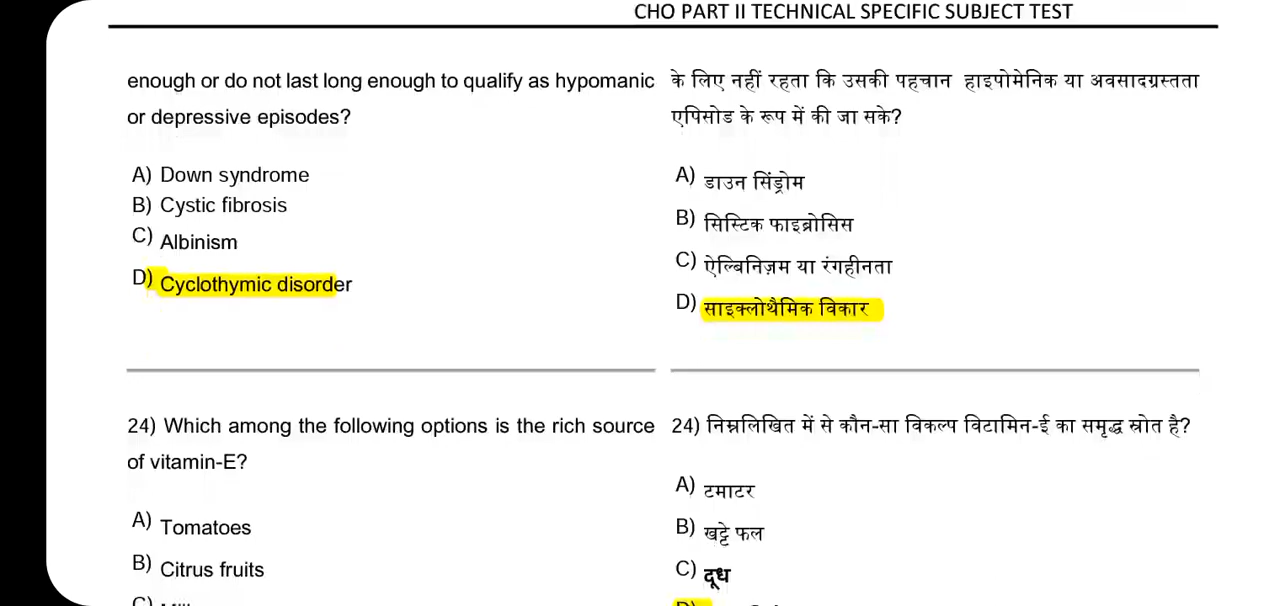 CHO PART II TECHNICAL SPECIFIC SUBJECT TEST
enough or do not last long enough to qualify as hypomanic
or depressive episodes?
A) Down syndrome
B) Cystic fibrosis
C) Albinism
D) Cyclothymic disorder
के लिए नहीं रहता कि उसकी पहचान हाइपोमेनिक या अवसादग्रस्तता
एपिसोड के रूप में की जा सके?
A) डाउन सिंड्रोम
B) सिस्टिक फाइब्रोसिस
C) ऐल्बिनिज़म या रंगहीनता
D) साइक्लोथैमिक विकार
24) Which among the following options is the rich source
of vitamin-E?
A) Tomatoes
B) Citrus fruits
C)
24) निम्नलिखित में से कौन-सा विकल्प विटामिन-ई का समृद्ध स्रोत है?
A) टमाटर
B) खट्टे फल
C) दूध
D)